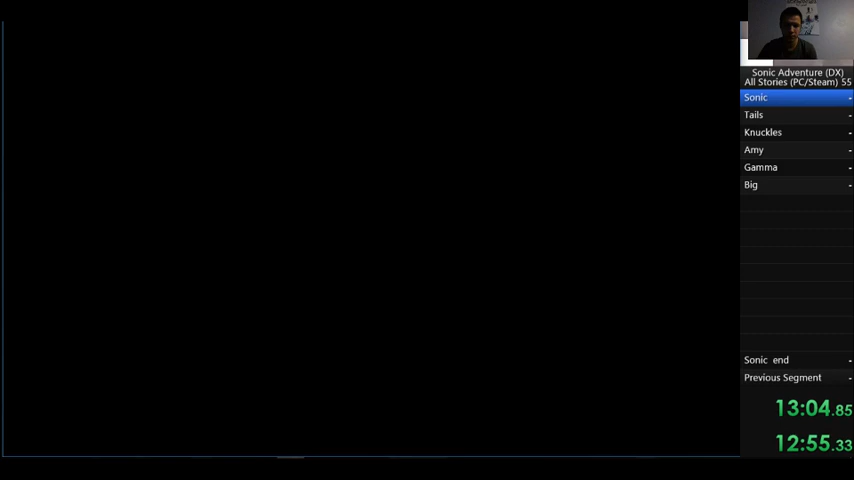 Sonic Adventure (DX)
All Stories (PC/Steam) 55
Sonic -
Tails -
Knuckles -
Amy -
Gamma -
Big -
Sonic end -
Previous Segment -
13:04.85
12:55.33